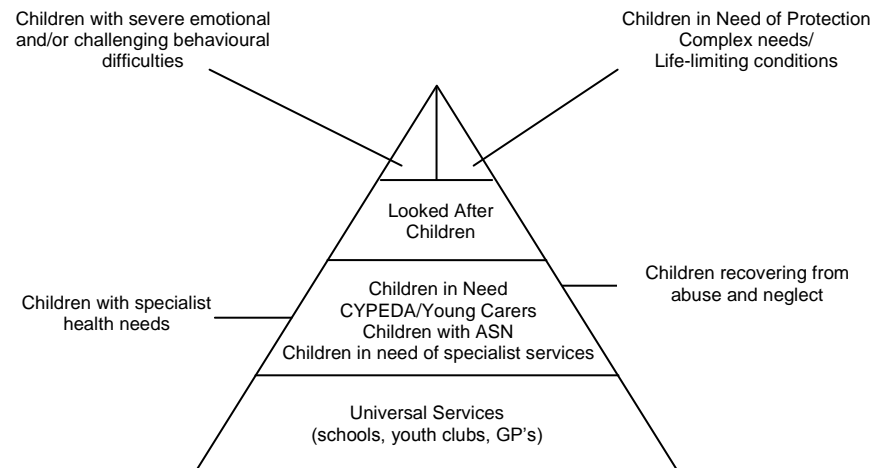 Children with severe emotional
and/or challenging behavioural
difficulties
Children in Need of Protection
Complex needs/
Life-limiting conditions
Looked After
Children
Children recovering from
abuse and neglect
Children with specialist
health needs
Children in Need
CYPEDA/Young Carers
Children with ASN
Children in need of specialist services
Universal Services
(schools, youth clubs, GP's)